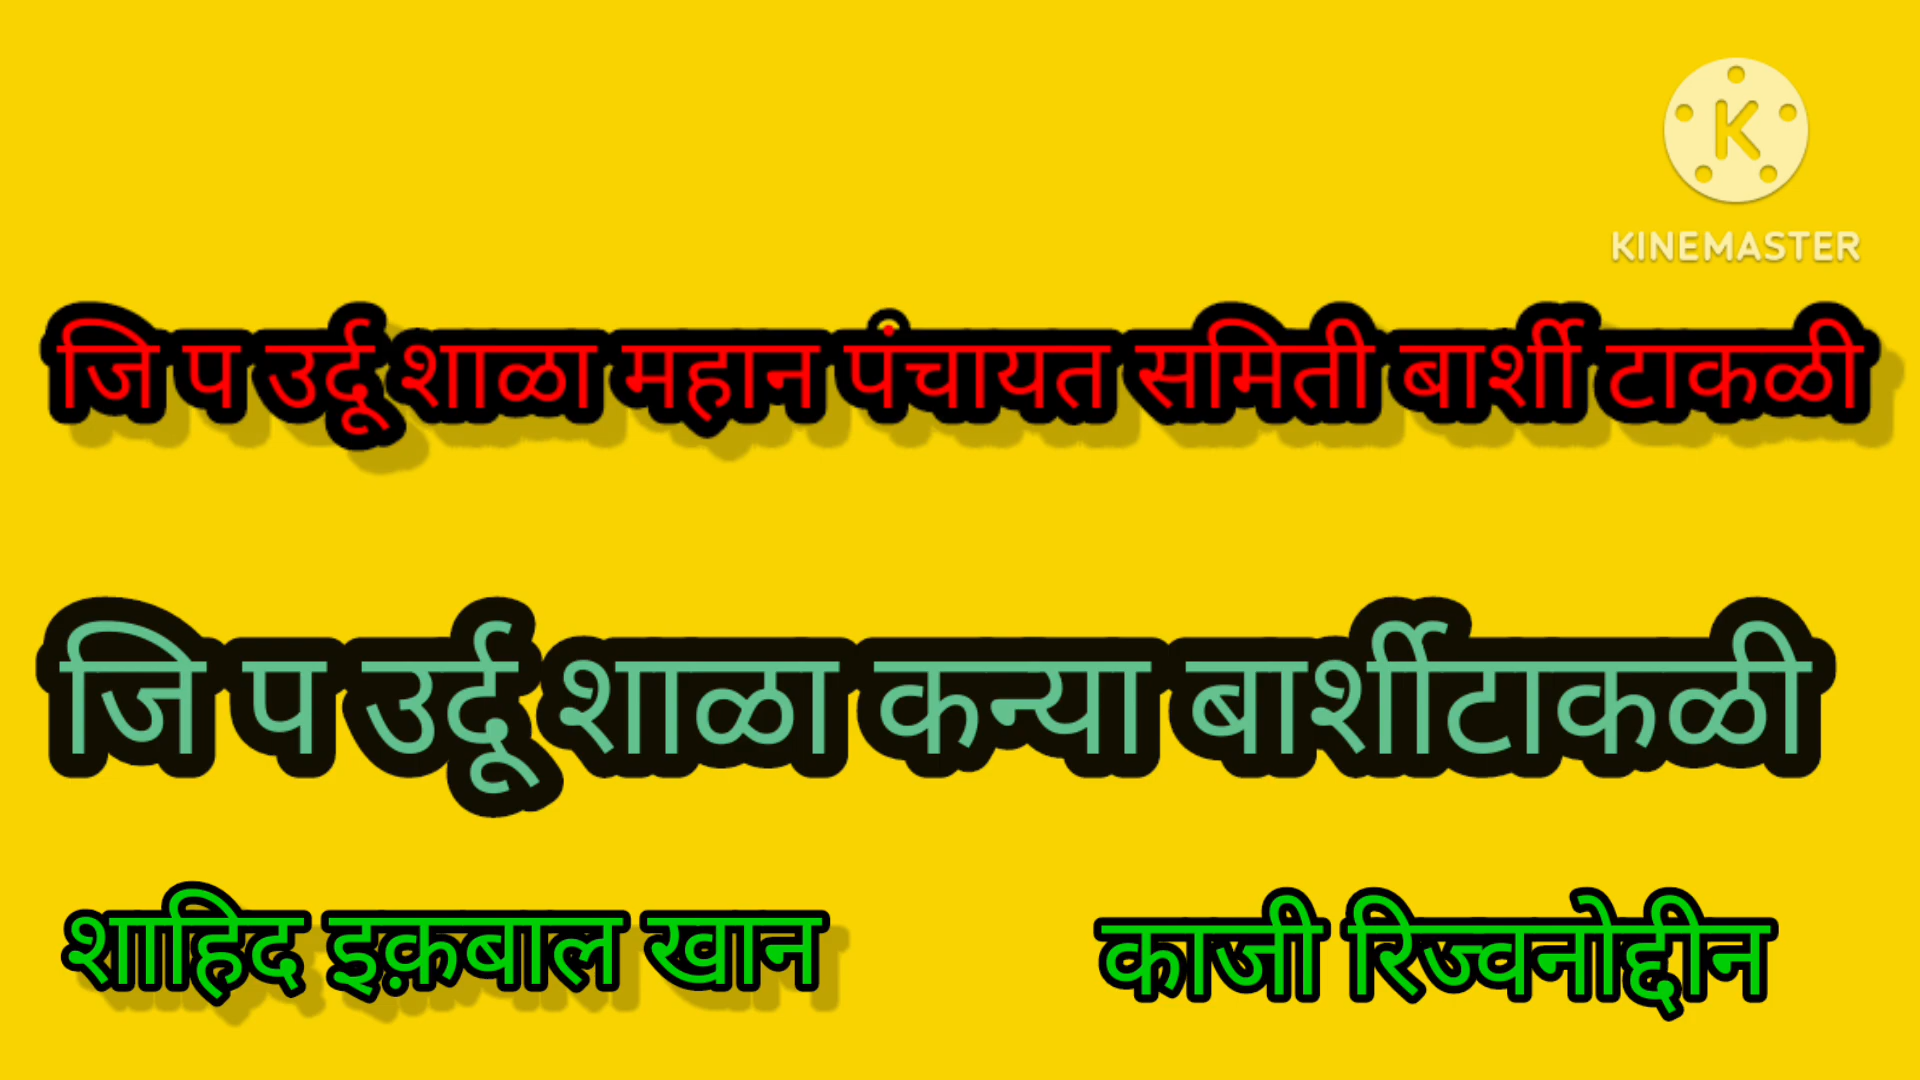 KINEMASTER
जि प उर्दू शाळा महान पंचायत समिती बार्शी टाकळी
जि प उर्दू शाळा कन्या बार्शीटाकळी
शाहिद इक़बाल खान काजी रिज्वनोद्दीन